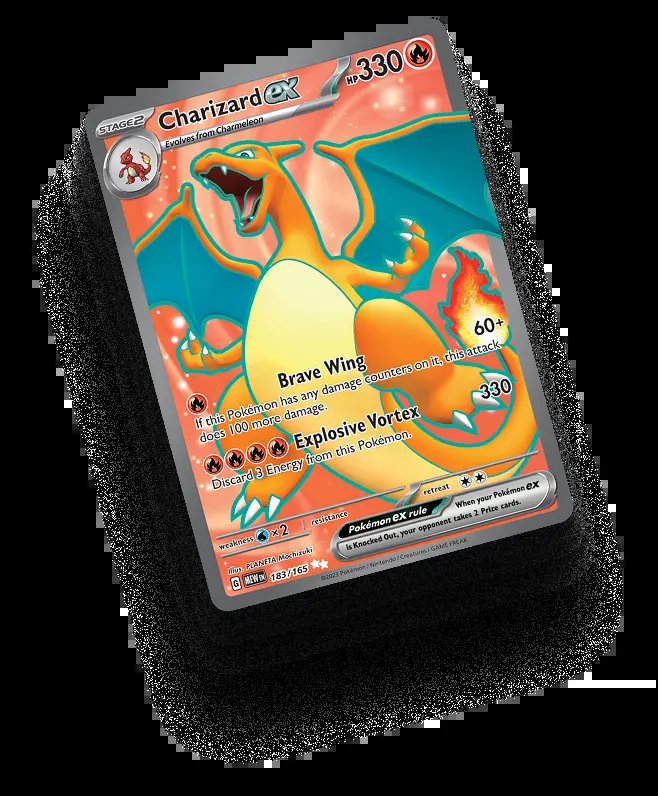 STAGE2
Charizard ex
HP 330
Evolves from Charmeleon
Brave Wing
60+
If this Pokémon has any damage counters on it, this attack
does 100 more damage.
Explosive Vortex
330
Discard 3 Energy from this Pokémon.
weakness ×2
resistance
retreat
Pokémon ex rule
When your Pokémon ex
is Knocked Out, your opponent takes 2 Prize cards.
Illus. PLANETA Mochizuki
G MEW EN 183/165
©2023 Pokémon / Nintendo / Creatures / GAME FREAK